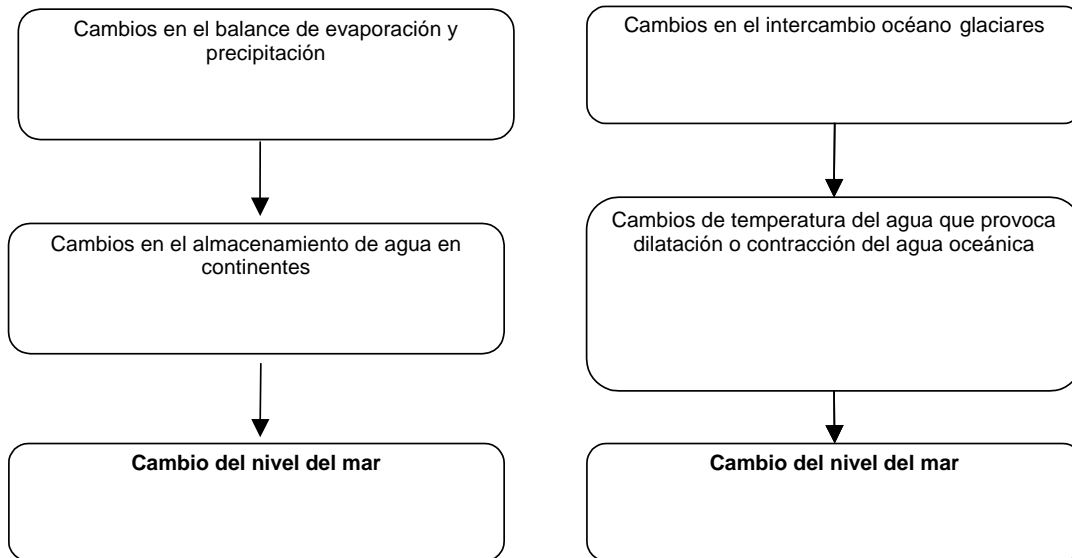 Cambios en el balance de evaporación y
precipitación
Cambios en el almacenamiento de agua en
continentes
Cambio del nivel del mar
Cambios en el intercambio océano glaciares
Cambios de temperatura del agua que provoca
dilatación o contracción del agua oceánica
Cambio del nivel del mar